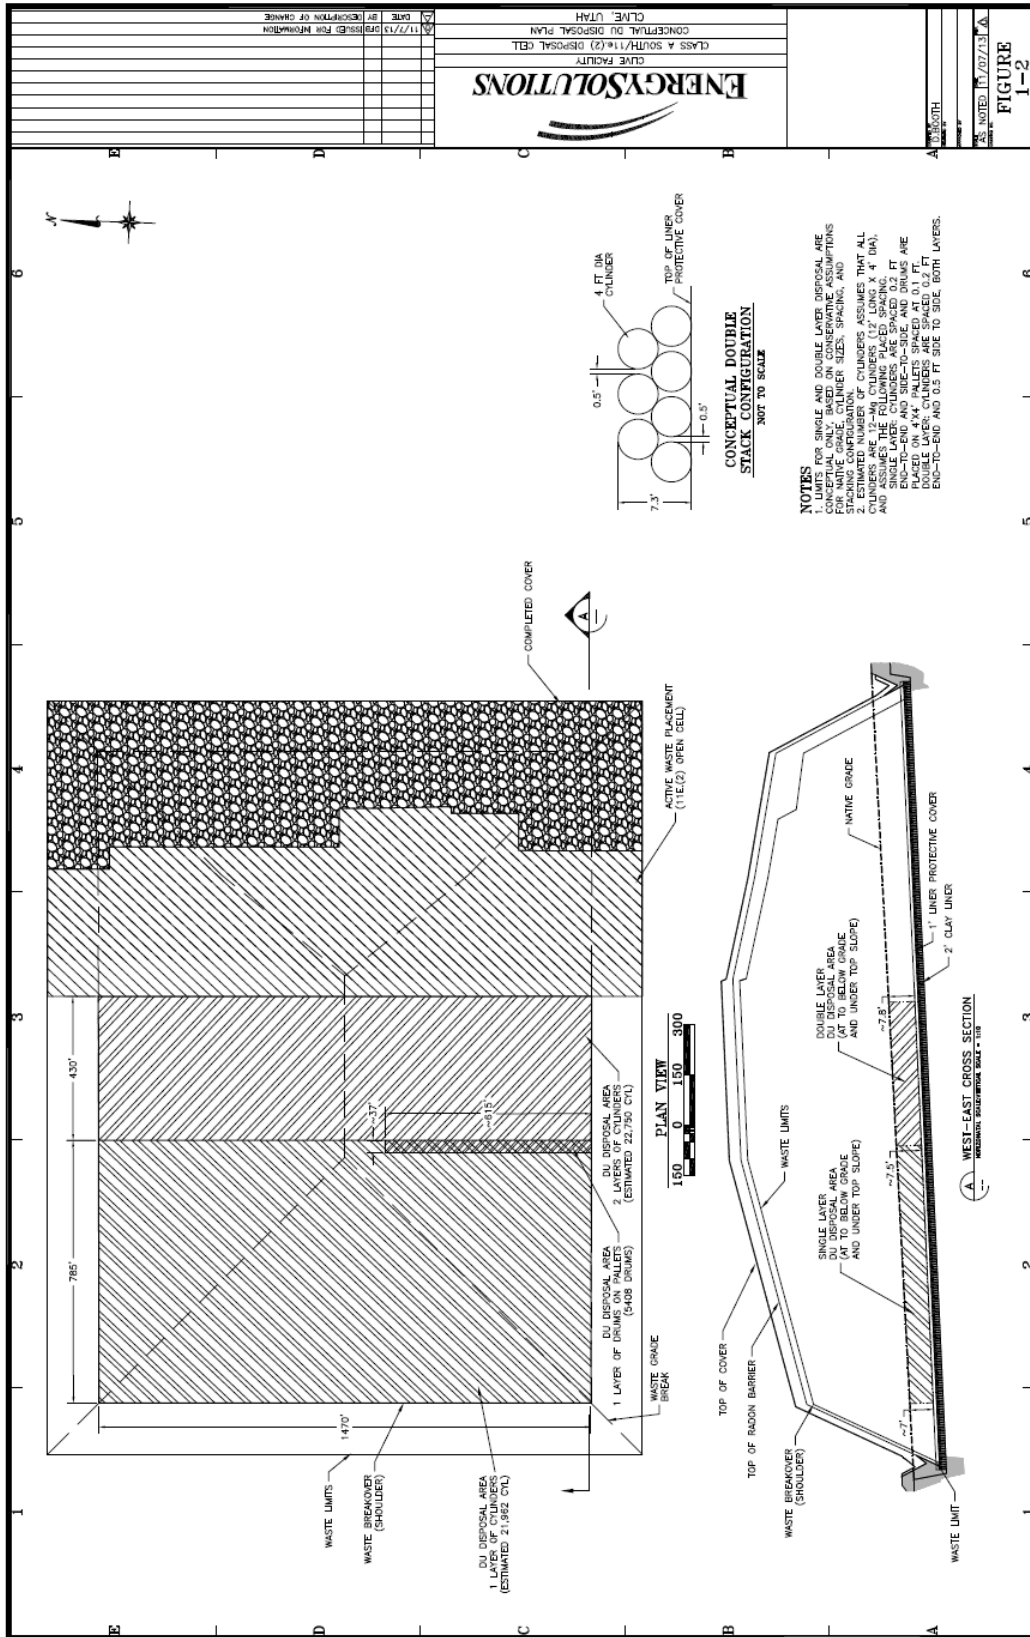 1
2
3
4
5
6
E
D
C
B
A
N
WASTE LIMITS
WASTE BREAKOVER
(SHOULDER)
DU DISPOSAL AREA
1 LAYER OF CYLINDERS
(ESTIMATED 21,962 CYL)
1470'
785'
430'
~37'
~615'
DU DISPOSAL AREA
1 LAYER OF DRUMS ON PALLETS
(5408 DRUMS)
WASTE GRADE
BREAK
DU DISPOSAL AREA
2 LAYERS OF CYLINDERS
(ESTIMATED 22,750 CYL)
ACTIVE WASTE PLACEMENT
(11E.(2) OPEN CELL)
COMPLETED COVER
A
--
PLAN VIEW
150 0 150 300
TOP OF COVER
TOP OF RADON BARRIER
WASTE BREAKOVER
(SHOULDER)
WASTE LIMITS
WASTE LIMIT
~7'
SINGLE LAYER
DU DISPOSAL AREA
(AT TO BELOW GRADE
AND UNDER TOP SLOPE)
~7.5'
DOUBLE LAYER
DU DISPOSAL AREA
(AT TO BELOW GRADE
AND UNDER TOP SLOPE)
~7.8'
NATIVE GRADE
1' LINER PROTECTIVE COVER
2' CLAY LINER
A
--
WEST-EAST CROSS SECTION
4 FT DIA
CYLINDER
TOP OF LINER
PROTECTIVE COVER
0.5'
0.5'
7.3'
CONCEPTUAL DOUBLE
STACK CONFIGURATION
NOT TO SCALE
NOTES
1. LIMITS FOR SINGLE AND DOUBLE LAYER DISPOSAL ARE
CONCEPTUAL ONLY, BASED ON CONSERVATIVE ASSUMPTIONS
FOR NATIVE GRADE, CYLINDER SIZES, SPACING, AND
STACKING CONFIGURATION.
2. ESTIMATED NUMBER OF CYLINDERS ASSUMES THAT ALL
CYLINDERS ARE 12-Mg CYLINDERS (12' LONG X 4' DIA),
AND ASSUMES THE FOLLOWING PLACED SPACING.
SINGLE LAYER: CYLINDERS ARE SPACED 0.2 FT
END-TO-END AND SIDE-TO-SIDE, AND DRUMS ARE
PLACED ON 4'X4' PALLETS SPACED AT 0.1 FT.
DOUBLE LAYER: CYLINDERS ARE SPACED 0.2 FT
END-TO-END AND 0.5 FT SIDE TO SIDE, BOTH LAYERS.
11/7/13 ISSUED FOR INFORMATION
DATE BY DESCRIPTION OF CHANGE
ENERGYSOLUTIONS
CLIVE FACILITY
CLASS A SOUTH/11e.(2) DISPOSAL CELL
CONCEPTUAL DU DISPOSAL PLAN
CLIVE, UTAH
D.BOOTH
AS NOTED
11/07/13
FIGURE
1-2